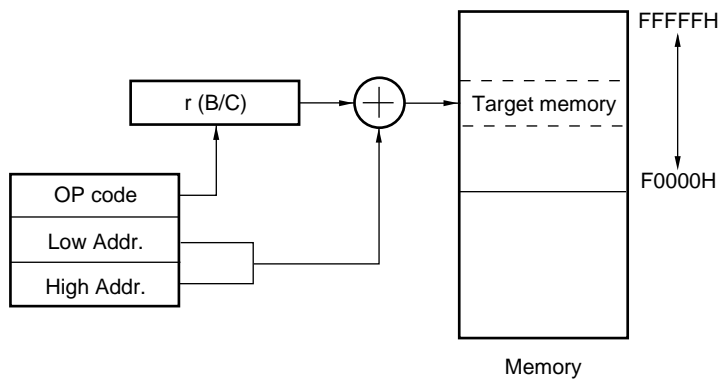 FFFFFH
r (B/C)
Target memory
OP code
F0000H
Low Addr.
High Addr.
Memory